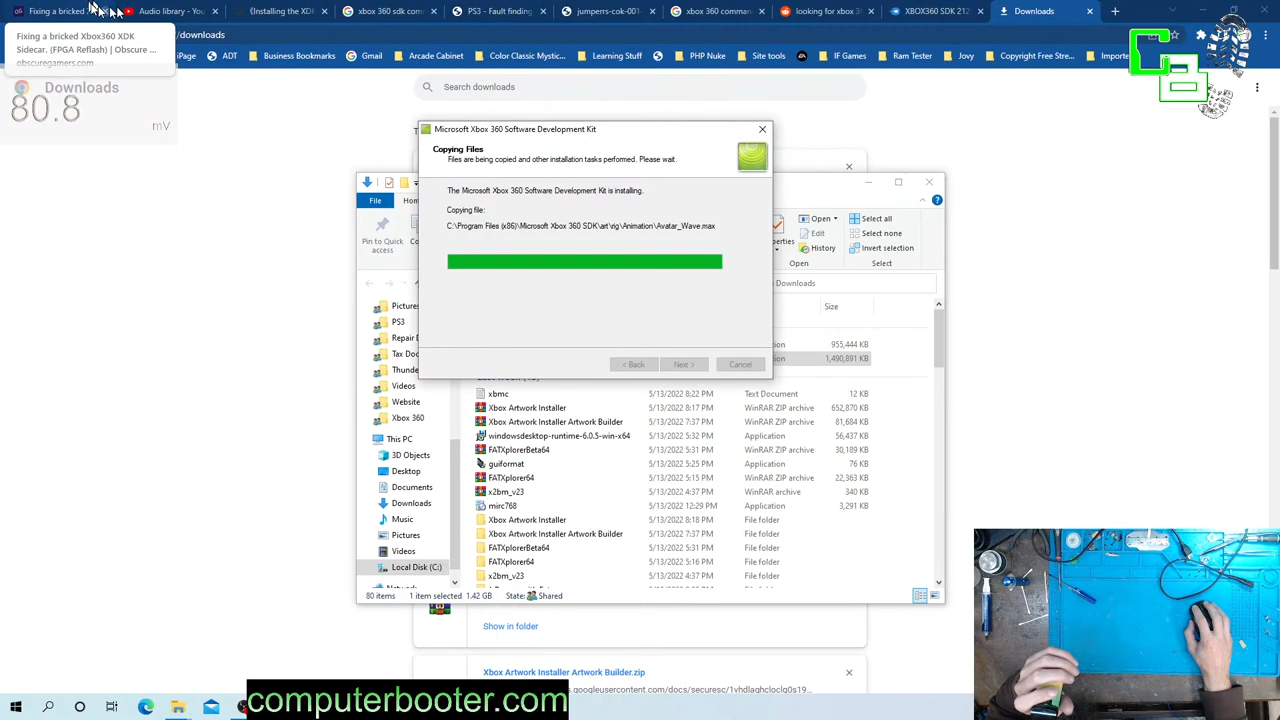 Fixing a bricked
Audio library - You
(Installing the XDK
xbox 360 sdk com
PS3 - Fixing the
jumperrs-cok-001-
xbox 360 comman
looking for the xbo
XBOX360 SDK 212
Downloads
Fixing a bricked Xbox360 XDK
Sidecar. (FPGA Reflash) | Obscure ...
obscuregamers.com
/downloads
iPage
ADT
Business Bookmarks
Gmail
Arcade Cabinet
Color Classic Mystic...
Learning Stuff
PHP Nuke
Site tools
IF Games
Ram Tester
Jovy
Copyright Free Stre...
Downloads
80.8
mV
Search downloads
Microsoft Xbox 360 Software Development Kit
Copying Files
Files are being copied and other installation tasks performed. Please wait.
The Microsoft Xbox 360 Software Development Kit is installing.
Copying file:
C:\Program Files (x86)\Microsoft Xbox 360 SDK\art\rig\Animation\Avatar_Wave.max
< Back
Next >
Cancel
File
Pin to Quick
access
Open
Edit
History
Open
Select all
Select none
Invert selection
Select
Downloads
Size
955,444 KB
1,490,891 KB
Pictures
PS3
Videos
Website
Xbox 360
This PC
3D Objects
Desktop
Documents
Downloads
Music
Pictures
Videos
Local Disk (C:)
xbmc 5/13/2022 8:22 PM Text Document 12 KB
Xbox Artwork Installer 5/13/2022 8:17 PM WinRAR ZIP archive 652,870 KB
Xbox Artwork Installer Artwork Builder 5/13/2022 7:37 PM WinRAR ZIP archive 81,684 KB
windowsdesktop-runtime-6.0.5-win-x64 5/13/2022 5:32 PM Application 56,437 KB
FATXplorerBeta64 5/13/2022 5:31 PM WinRAR ZIP archive 30,189 KB
guiformat 5/13/2022 5:25 PM Application 76 KB
FATXplorer64 5/13/2022 5:15 PM WinRAR ZIP archive 22,363 KB
x2bm_v23 5/13/2022 4:37 PM WinRAR archive 340 KB
mirc768 5/13/2022 12:29 PM Application 3,291 KB
Xbox Artwork Installer 5/13/2022 8:18 PM File folder
Xbox Artwork Installer Artwork Builder 5/13/2022 7:37 PM File folder
FATXplorerBeta64 5/13/2022 5:31 PM File folder
FATXplorer64 5/13/2022 5:16 PM File folder
x2bm_v23 5/13/2022 4:37 PM File folder
80 items
1 item selected 1.42 GB
State:
Shared
Show in folder
Xbox Artwork Installer Artwork Builder.zip
computerbooter.com